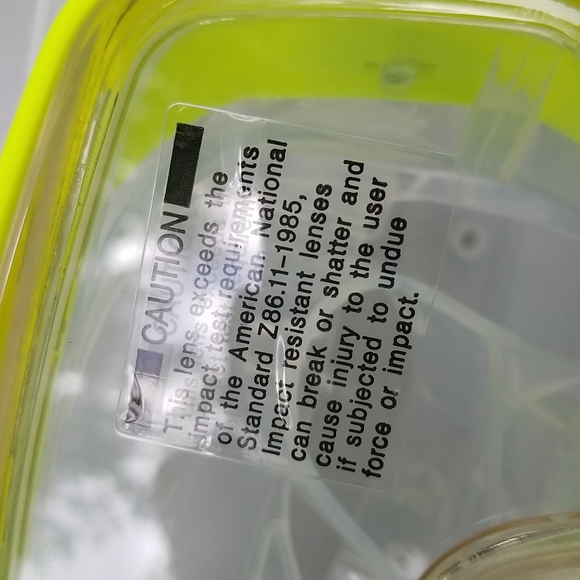 CAUTION
This lens exceeds the
impact test requirements
of the American National
Standard Z86.11-1985,
Impact resistant lenses
can break or shatter and
cause injury to the user
if subjected to undue
force or impact.